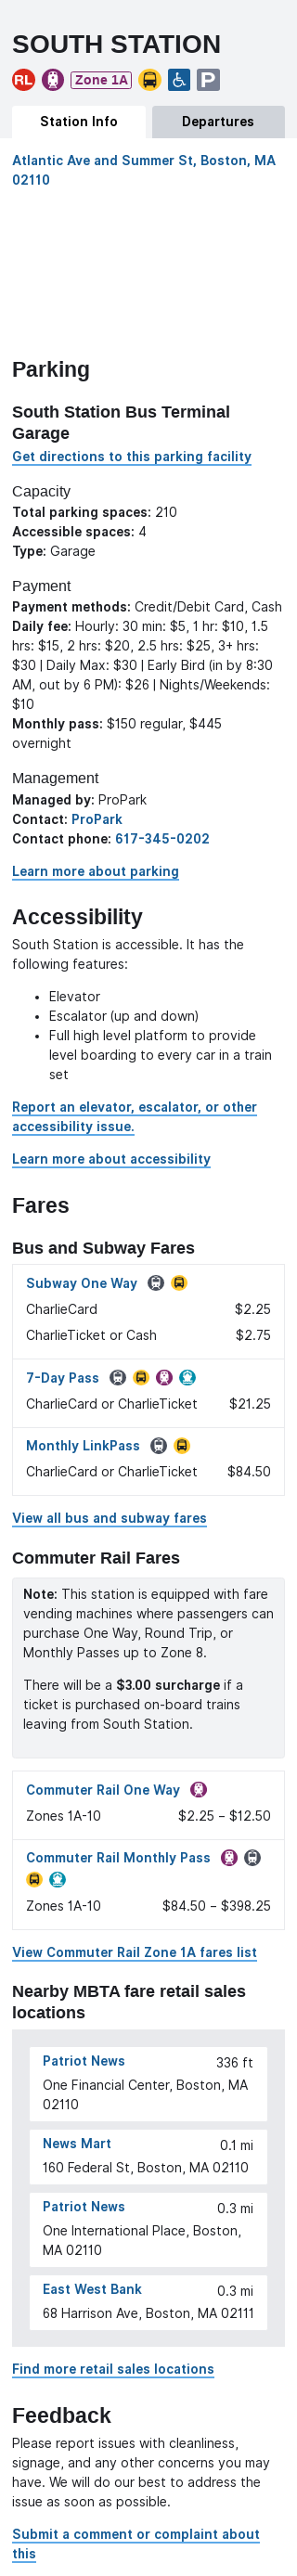 SOUTH STATION
RL Zone 1A P
Station Info Departures
Atlantic Ave and Summer St, Boston, MA
02110
Parking
South Station Bus Terminal
Garage
Get directions to this parking facility
Capacity
Total parking spaces: 210
Accessible spaces: 4
Type: Garage
Payment
Payment methods: Credit/Debit Card, Cash
Daily fee: Hourly: 30 min: $5, 1 hr: $10, 1.5
hrs: $15, 2 hrs: $20, 2.5 hrs: $25, 3+ hrs:
$30 | Daily Max: $30 | Early Bird (in by 8:30
AM, out by 6 PM): $26 | Nights/Weekends:
$10
Monthly pass: $150 regular, $445
overnight
Management
Managed by: ProPark
Contact: ProPark
Contact phone: 617-345-0202
Learn more about parking
Accessibility
South Station is accessible. It has the
following features:
• Elevator
• Escalator (up and down)
• Full high level platform to provide
level boarding to every car in a train
set
Report an elevator, escalator, or other
accessibility issue.
Learn more about accessibility
Fares
Bus and Subway Fares
Subway One Way
CharlieCard $2.25
CharlieTicket or Cash $2.75
7-Day Pass
CharlieCard or CharlieTicket $21.25
Monthly LinkPass
CharlieCard or CharlieTicket $84.50
View all bus and subway fares
Commuter Rail Fares
Note: This station is equipped with fare
vending machines where passengers can
purchase One Way, Round Trip, or
Monthly Passes up to Zone 8.
There will be a $3.00 surcharge if a
ticket is purchased on-board trains
leaving from South Station.
Commuter Rail One Way
Zones 1A-10 $2.25 – $12.50
Commuter Rail Monthly Pass
Zones 1A-10 $84.50 – $398.25
View Commuter Rail Zone 1A fares list
Nearby MBTA fare retail sales
locations
Patriot News 336 ft
One Financial Center, Boston, MA
02110
News Mart 0.1 mi
160 Federal St, Boston, MA 02110
Patriot News 0.3 mi
One International Place, Boston,
MA 02110
East West Bank 0.3 mi
68 Harrison Ave, Boston, MA 02111
Find more retail sales locations
Feedback
Please report issues with cleanliness,
signage, and any other concerns you may
have. We will do our best to address the
issue as soon as possible.
Submit a comment or complaint about
this